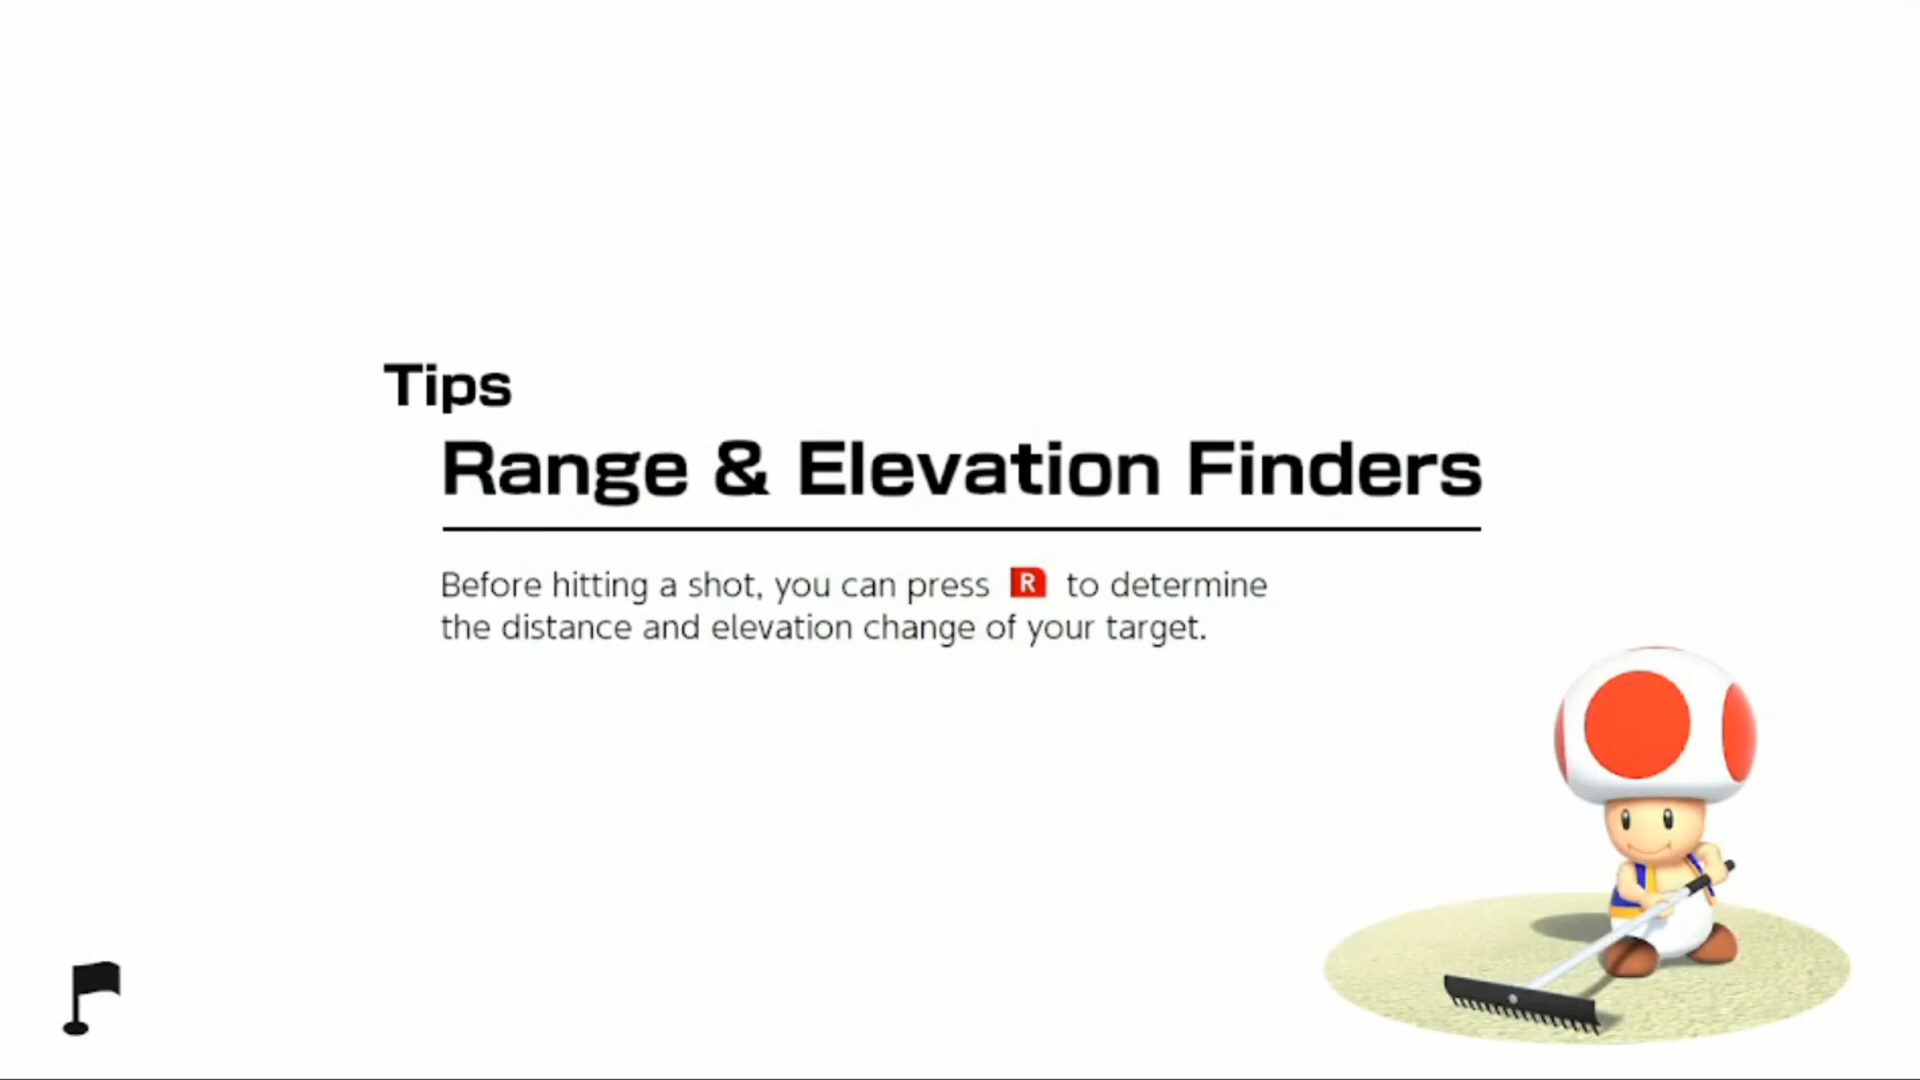 Tips
Range & Elevation Finders
Before hitting a shot, you can press R to determine
the distance and elevation change of your target.